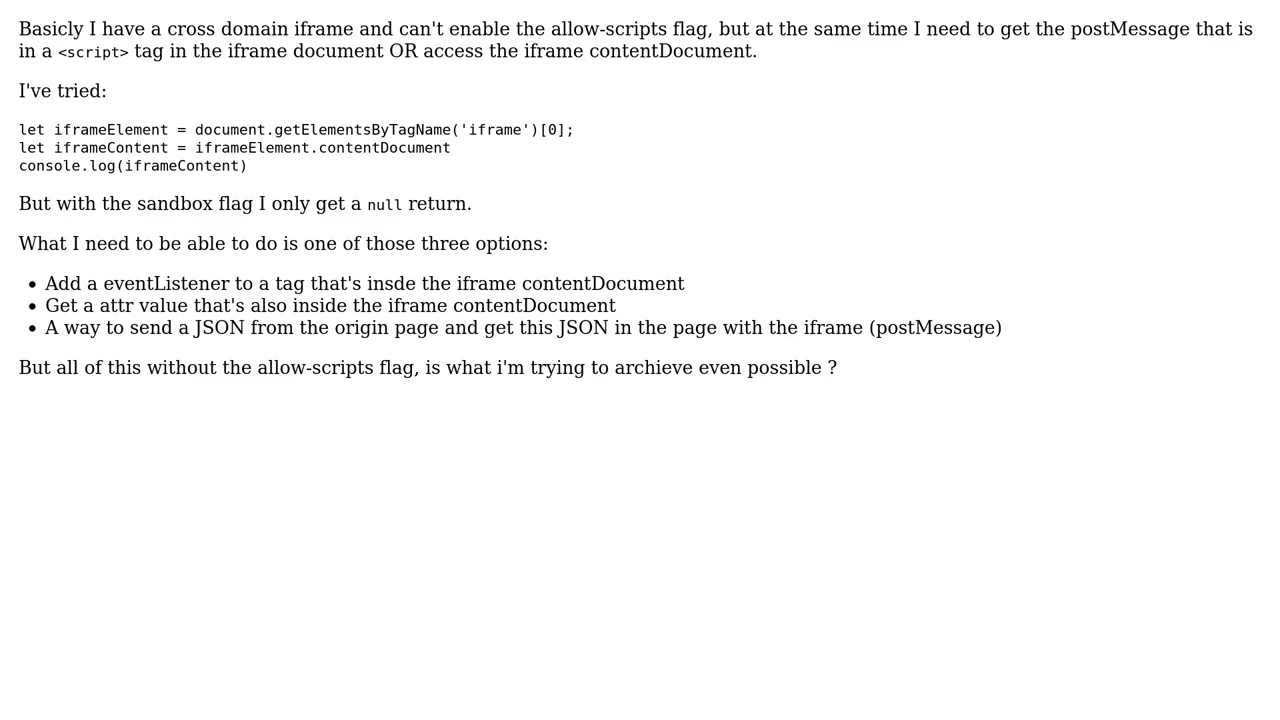 Basicly I have a cross domain iframe and can't enable the allow-scripts flag, but at the same time I need to get the postMessage that is
in a <script> tag in the iframe document OR access the iframe contentDocument.
I've tried:
let iframeElement = document.getElementsByTagName('iframe')[0];
let iframeContent = iframeElement.contentDocument
console.log(iframeContent)
But with the sandbox flag I only get a null return.
What I need to be able to do is one of those three options:
• Add a eventListener to a tag that's insde the iframe contentDocument
• Get a attr value that's also inside the iframe contentDocument
• A way to send a JSON from the origin page and get this JSON in the page with the iframe (postMessage)
But all of this without the allow-scripts flag, is what i'm trying to archieve even possible ?